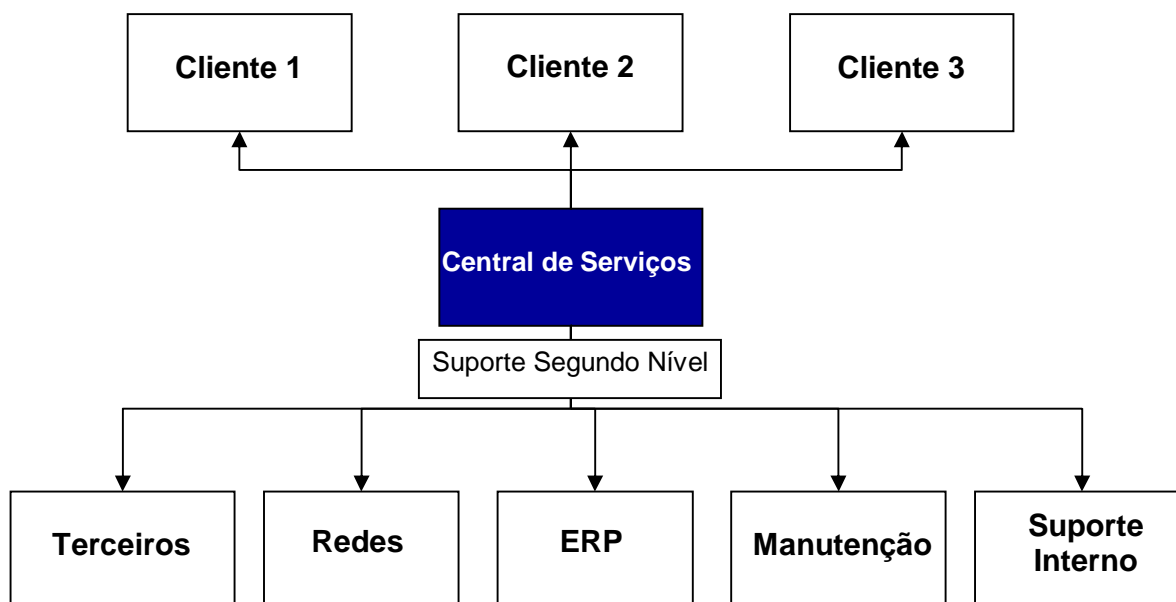 Cliente 1
Cliente 2
Cliente 3
Central de Serviços
Suporte Segundo Nível
Terceiros
Redes
ERP
Manutenção
Suporte
Interno